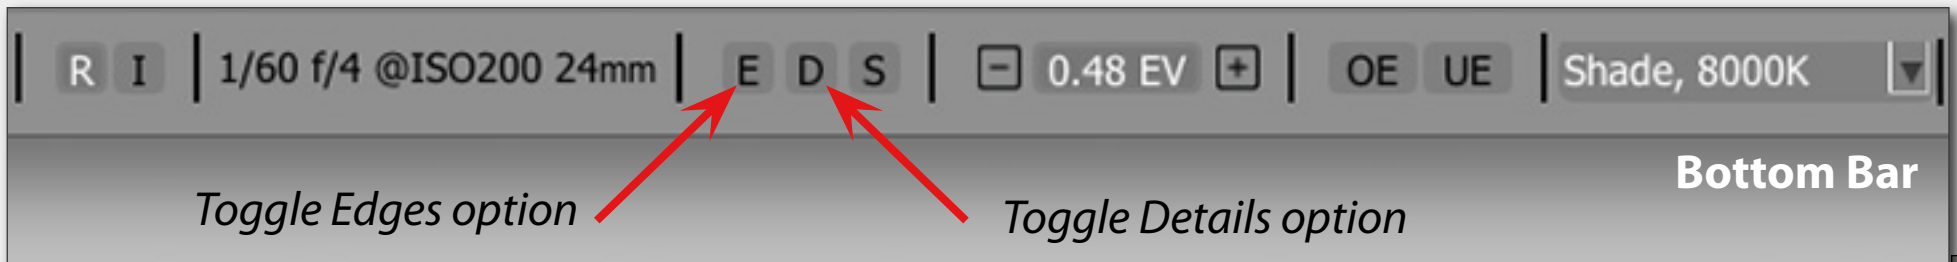 R I 1/60 f/4 @ISO200 24mm E D S − 0.48 EV + OE UE Shade, 8000K
Bottom Bar
Toggle Edges option
Toggle Details option